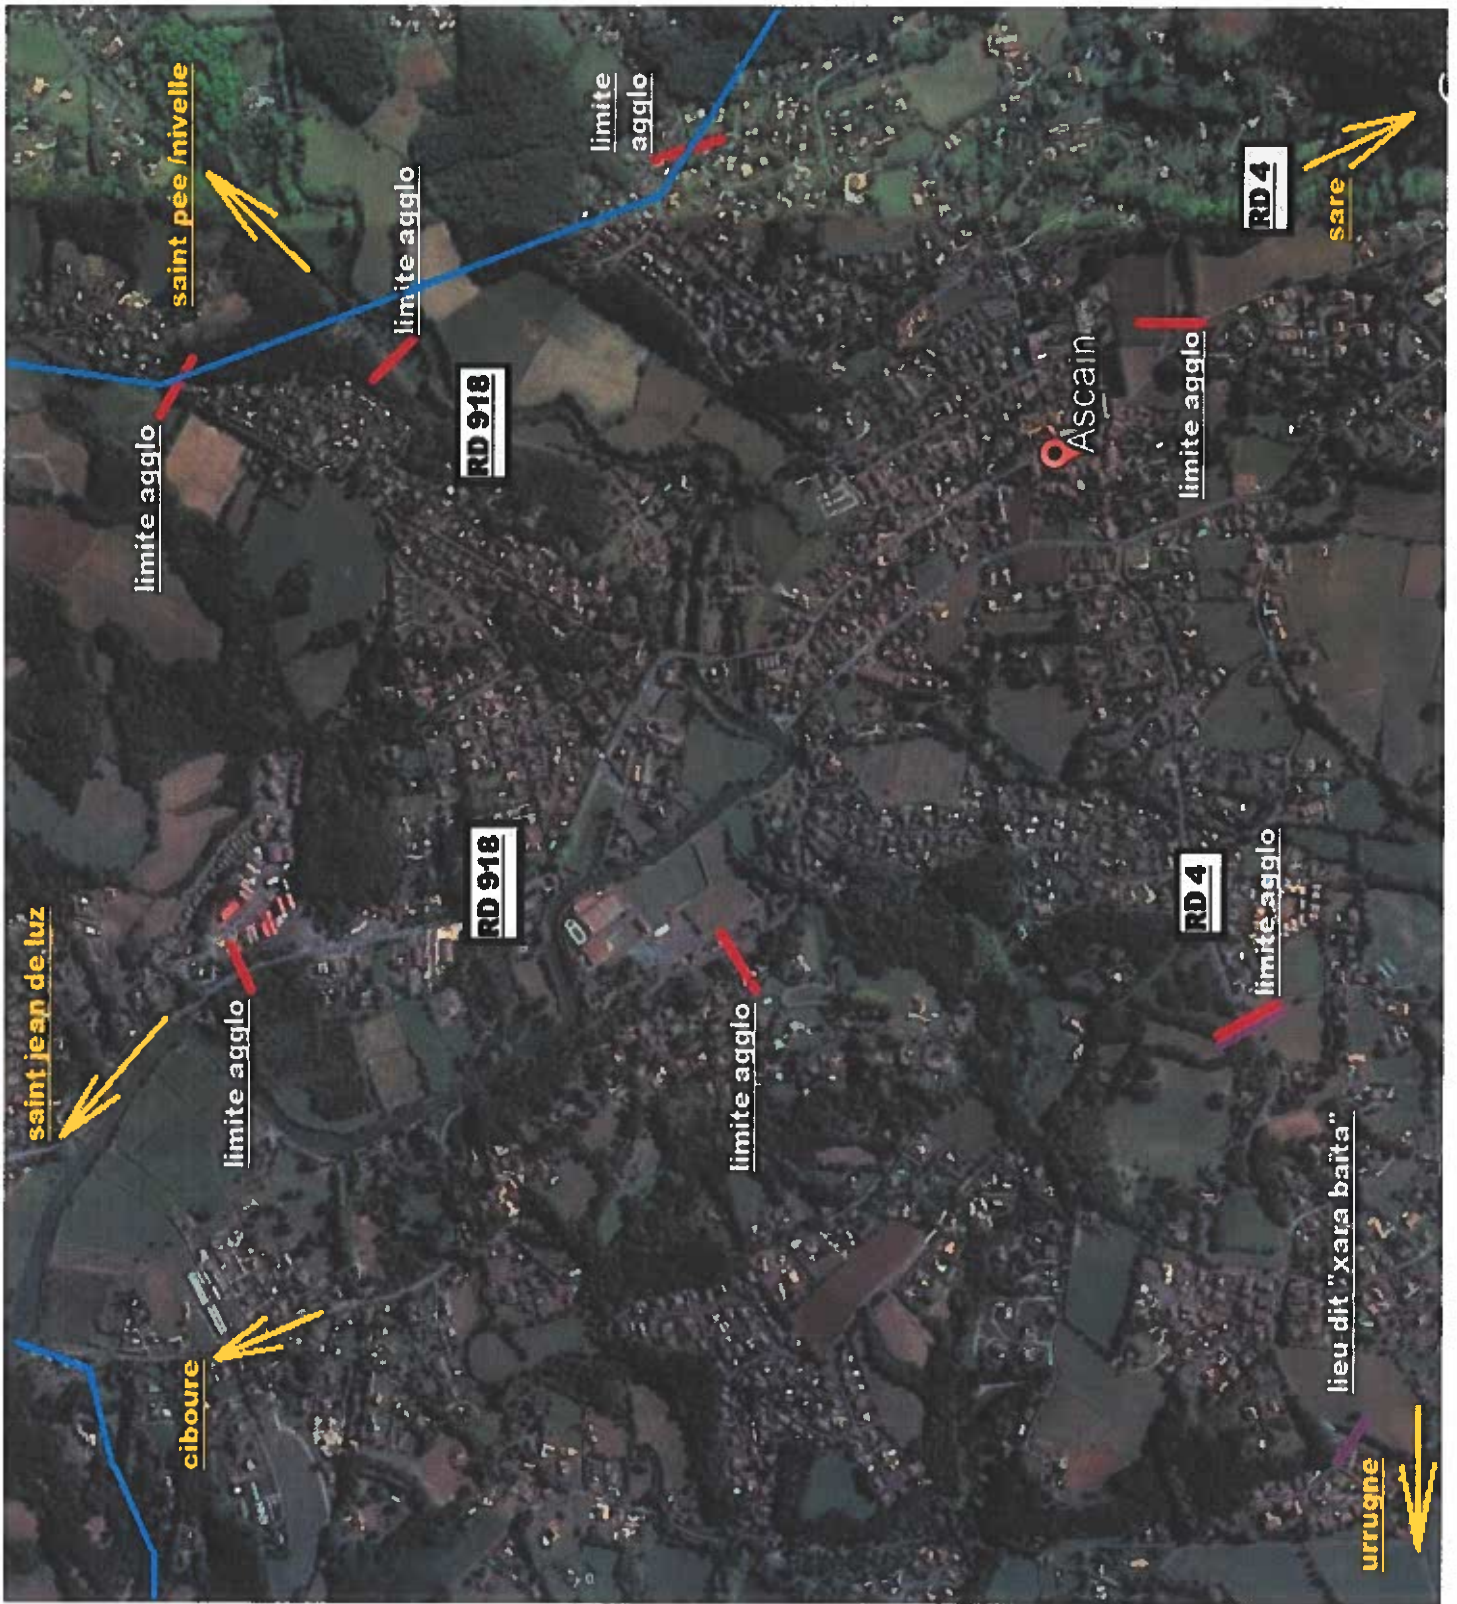 saint jean de luz
limite agglo
saint pée /nivelle
ciboure
limite agglo
limite agglo
RD 918
RD 918
limite
agglo
limite agglo
Ascain
limite agglo
RD 4
limite agglo
RD 4
lieu dit "xara baïta"
sare
urrugne